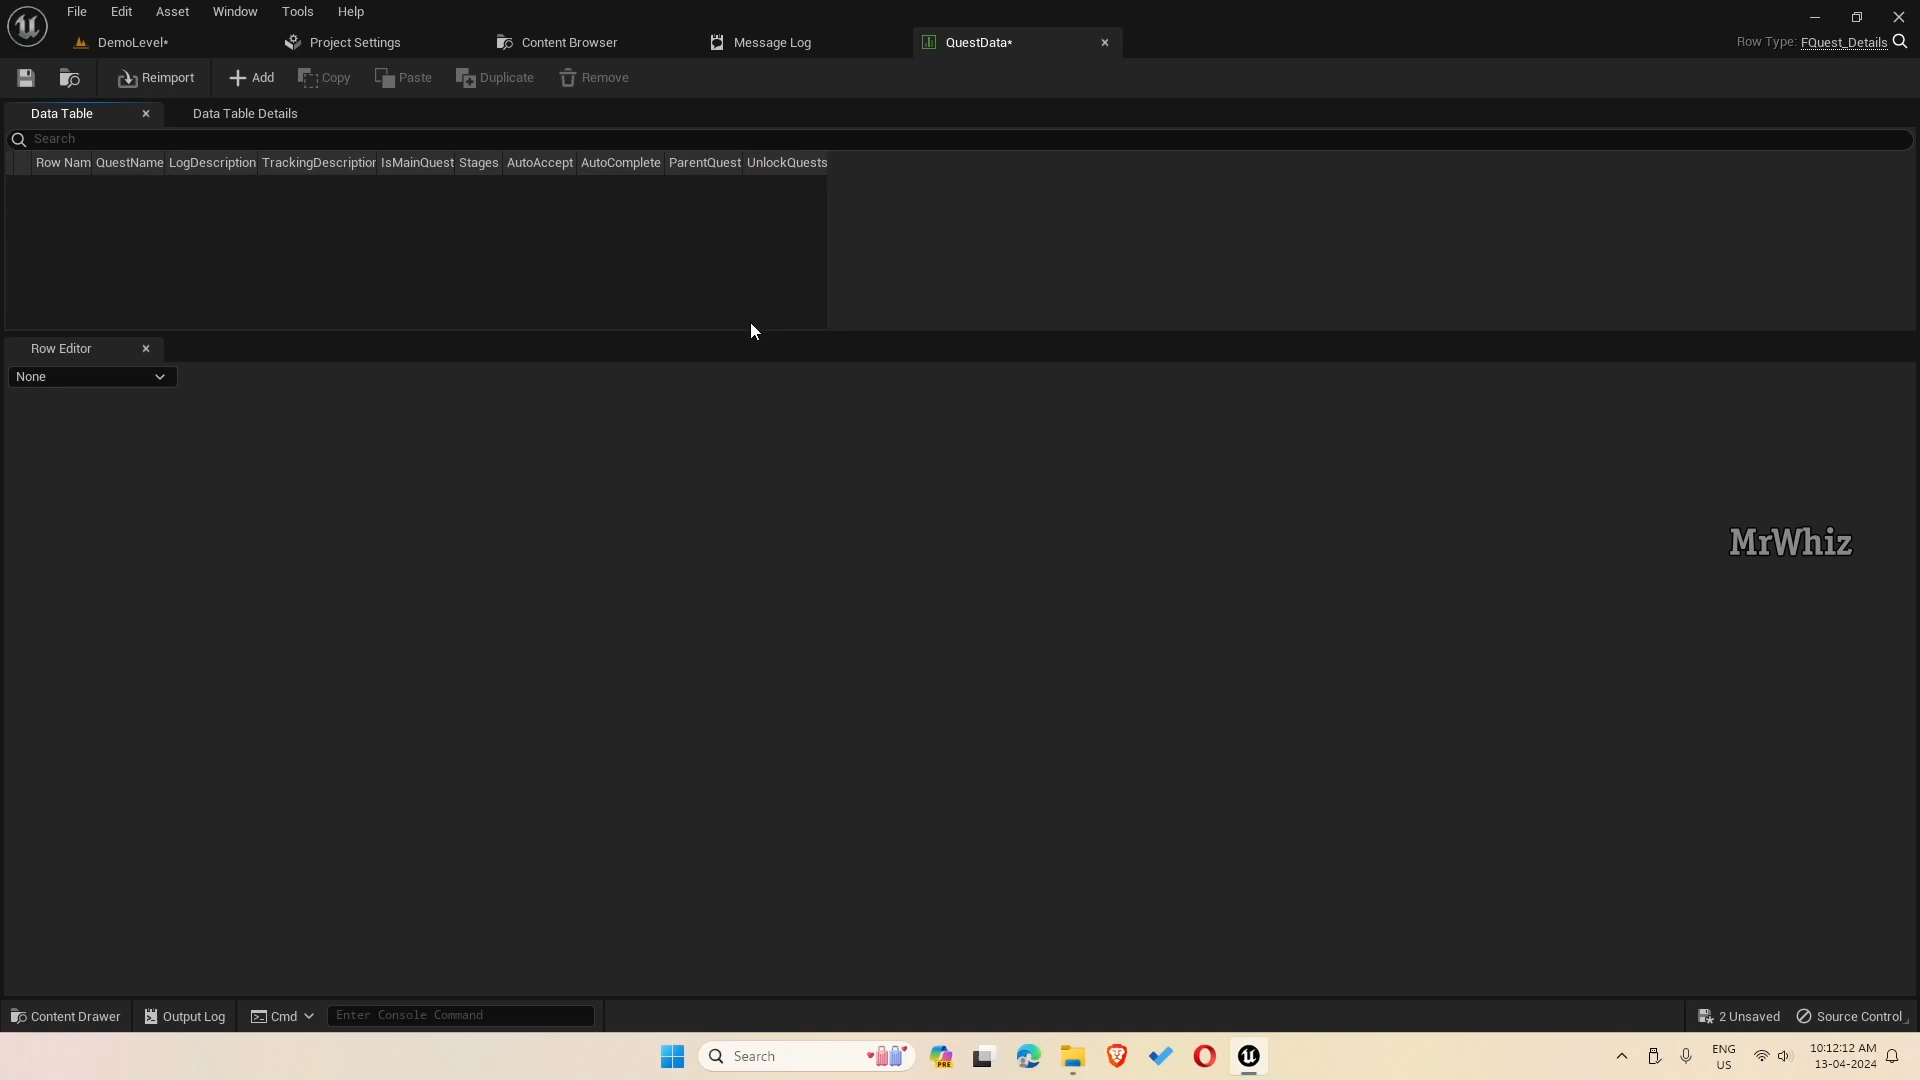 File Edit Asset Window Tools Help
DemoLevel* Project Settings Content Browser Message Log QuestData* Row Type: FQuest_Details
Reimport Add Copy Paste Duplicate Remove
Data Table Data Table Details
Search
Row Nam QuestName LogDescription TrackingDescription IsMainQuest Stages AutoAccept AutoComplete ParentQuest UnlockQuests
Row Editor
None
MrWhiz
Content Drawer Output Log Cmd Enter Console Command 2 Unsaved Source Control
Search PRE ENG US 10:12:12 AM 13-04-2024